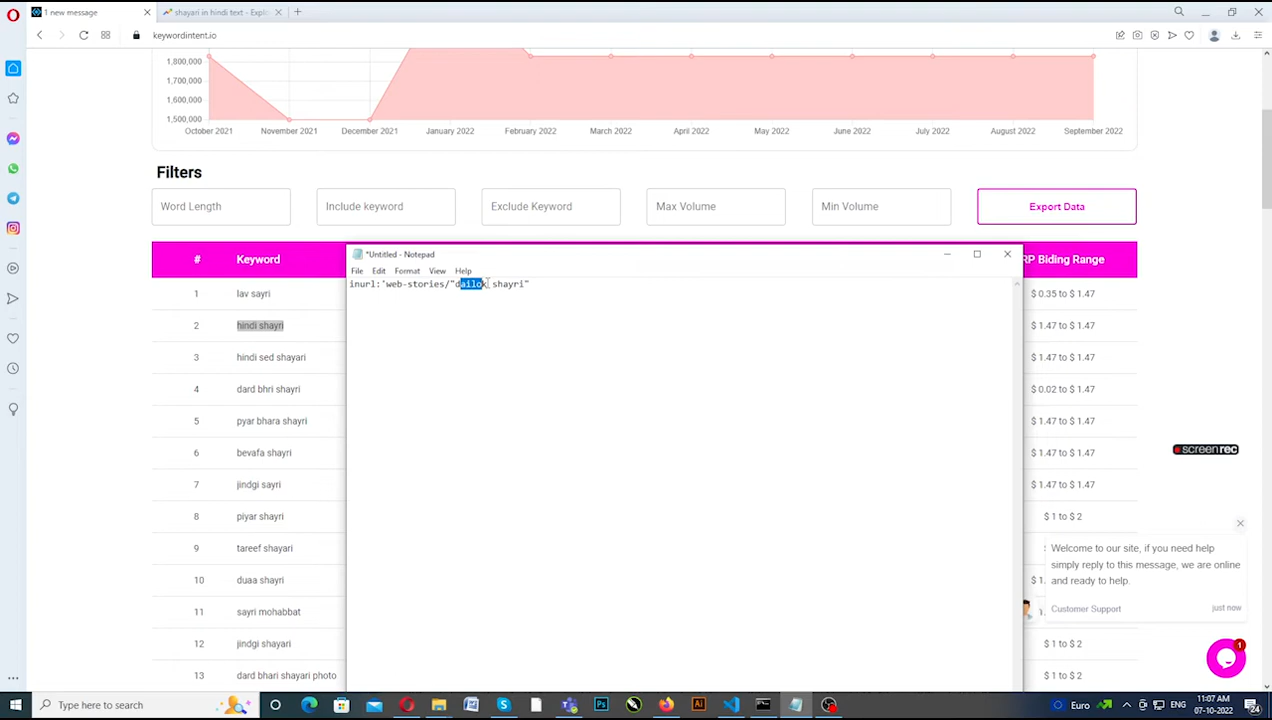 1 new message
shayari in hindi text - Explo
keywordintent.io
1,800,000
1,700,000
1,600,000
1,500,000
October 2021 November 2021 December 2021 January 2022 February 2022 March 2022 April 2022 May 2022 June 2022 July 2022 August 2022 September 2022
Filters
Word Length Include keyword Exclude Keyword Max Volume Min Volume Export Data
# Keyword RP Biding Range
*Untitled - Notepad
File Edit Format View Help
inurl:'web-stories/"dailok shayri"
1 lav sayri $ 0.35 to $ 1.47
2 hindi shayri $ 1.47 to $ 1.47
3 hindi sed shayari $ 1.47 to $ 1.47
4 dard bhri shayri $ 0.02 to $ 1.47
5 pyar bhara shayri $ 1.47 to $ 1.47
6 bevafa shayri $ 1.47 to $ 1.47
7 jindgi sayri $ 1.47 to $ 1.47
8 piyar shayri $ 1 to $ 2
9 tareef shayari
10 duaa shayri
11 sayri mohabbat
12 jindgi shayari $ 1 to $ 2
13 dard bhari shayari photo $ 1 to $ 2
screenrec
Welcome to our site, if you need help
simply reply to this message, we are online
and ready to help.
Customer Support just now
1
Type here to search
Euro
ENG
11:07 AM
07-10-2022
24